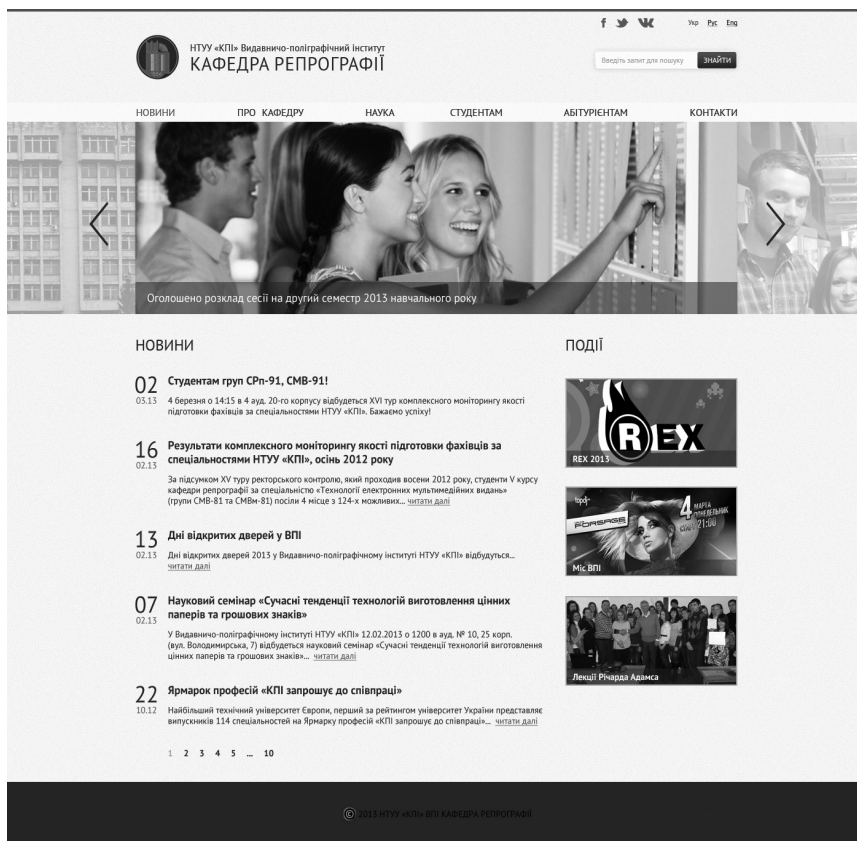 Укр Рус Eng
НТУУ «КПІ» Видавничо-поліграфічний інститут
КАФЕДРА РЕПРОГРАФІЇ
Введіть запит для пошуку ЗНАЙТИ
НОВИНИ ПРО КАФЕДРУ НАУКА СТУДЕНТАМ АБІТУРІЄНТАМ КОНТАКТИ
Оголошено розклад сесії на другий семестр 2013 навчального року
НОВИНИ
02
03.13
Студентам груп СРп-91, СМВ-91!
4 березня о 14:15 в 4 ауд. 20-го корпусу відбудеться XVI тур комплексного моніторингу якості
підготовки фахівців за спеціальностями НТУУ «КПІ». Бажаємо успіху!
16
02.13
Результати комплексного моніторингу якості підготовки фахівців за
спеціальностями НТУУ «КПІ», осінь 2012 року
За підсумком XV туру ректорського контролю, який проходив восени 2012 року, студенти V курсу
кафедри репрографії за спеціальністю «Технології електронних мультимедійних видань»
(групи СМВ-81 та СМВм-81) посіли 4 місце з 124-х можливих... читати далі
13
02.13
Дні відкритих дверей у ВПІ
Дні відкритих дверей 2013 у Видавничо-поліграфічному інституті НТУУ «КПІ» відбудуться...
читати далі
07
02.13
Науковий семінар «Сучасні тенденції технологій виготовлення цінних
паперів та грошових знаків»
У Видавничо-поліграфічному інституті НТУУ «КПІ» 12.02.2013 о 1200 в ауд. № 10, 25 корп.
(вул. Володимирська, 7) відбудеться науковий семінар «Сучасні тенденції технологій виготовлення
цінних паперів та грошових знаків»... читати далі
22
10.12
Ярмарок професій «КПІ запрошує до співпраці»
Найбільший технічний університет Європи, перший за рейтингом університет України представляє
випускників 114 спеціальностей на Ярмарку професій «КПІ запрошує до співпраці»... читати далі
1 2 3 4 5 ... 10
ПОДІЇ
REX
REX 2013
topdj
FORSAGE
4 МАРТА
ПОНЕДЕЛЬНИК
21:00
Міс ВПІ
Лекції Річарда Адамса
© 2013 НТУУ «КПІ» ВПІ КАФЕДРА РЕПРОГРАФІЇ